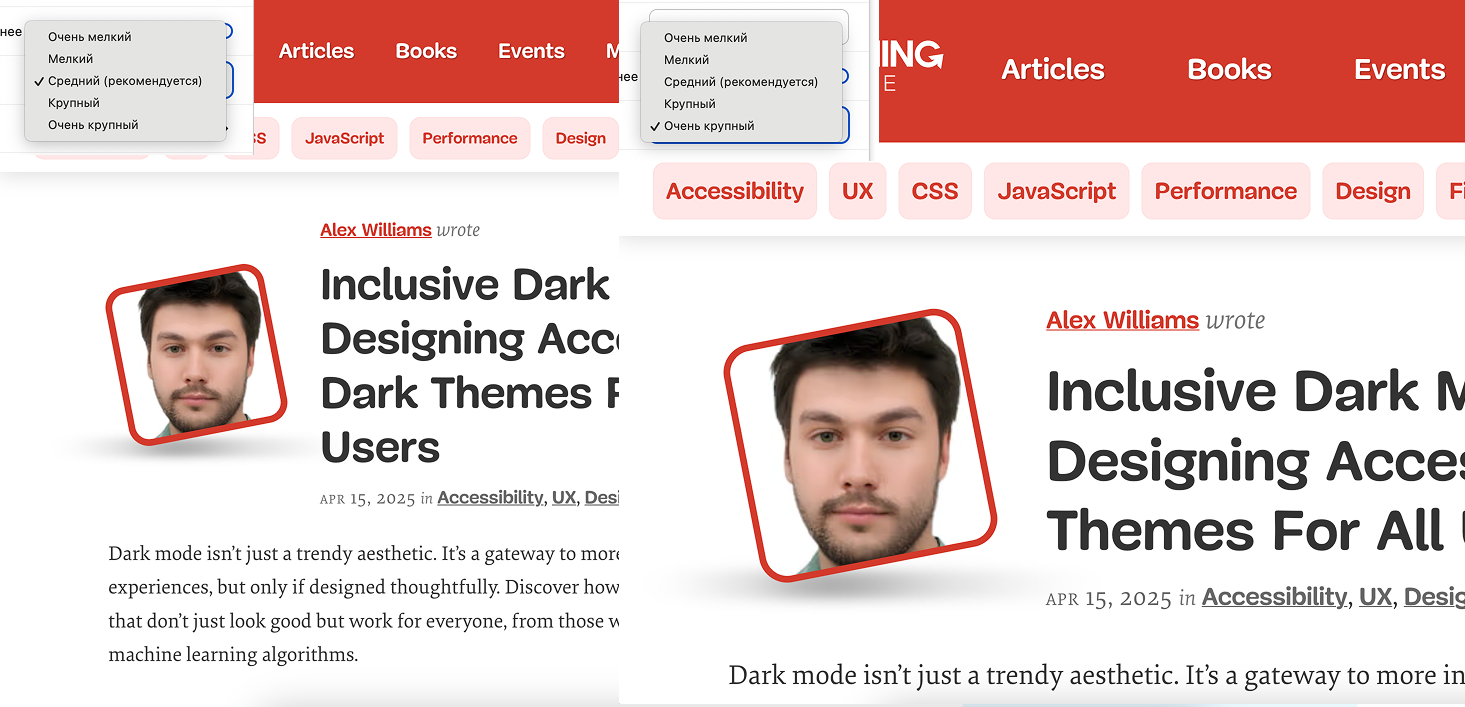 нее
Очень мелкий
Мелкий
✓ Средний (рекомендуется)
Крупный
Очень крупный
Articles Books Events M
SS JavaScript Performance Design
Alex Williams wrote
Inclusive Dark
Designing Acc
Dark Themes F
Users
APR 15, 2025 in Accessibility, UX, Desi
Dark mode isn’t just a trendy aesthetic. It’s a gateway to more
experiences, but only if designed thoughtfully. Discover how
that don’t just look good but work for everyone, from those w
machine learning algorithms.
нее
Очень мелкий
Мелкий
Средний (рекомендуется)
Крупный
✓ Очень крупный
ING
E
Articles Books Events
Accessibility UX CSS JavaScript Performance Design Fi
Alex Williams wrote
Inclusive Dark M
Designing Acces
Themes For All U
APR 15, 2025 in Accessibility, UX, Desig
Dark mode isn’t just a trendy aesthetic. It’s a gateway to more in